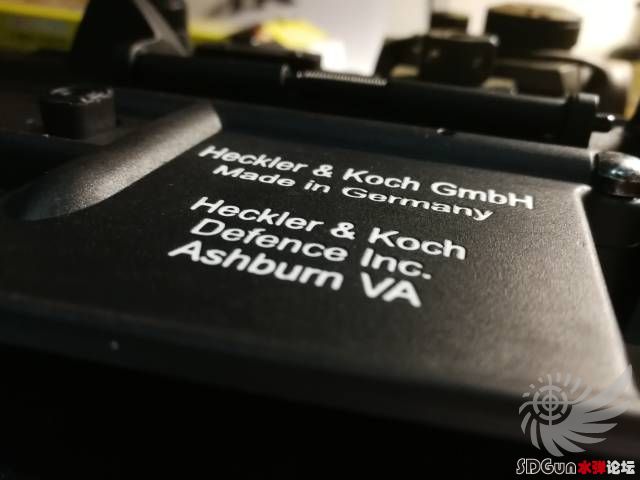 Heckler & Koch GmbH
Made in Germany
Heckler & Koch
Defence Inc.
Ashburn VA
SDGun水弹论坛